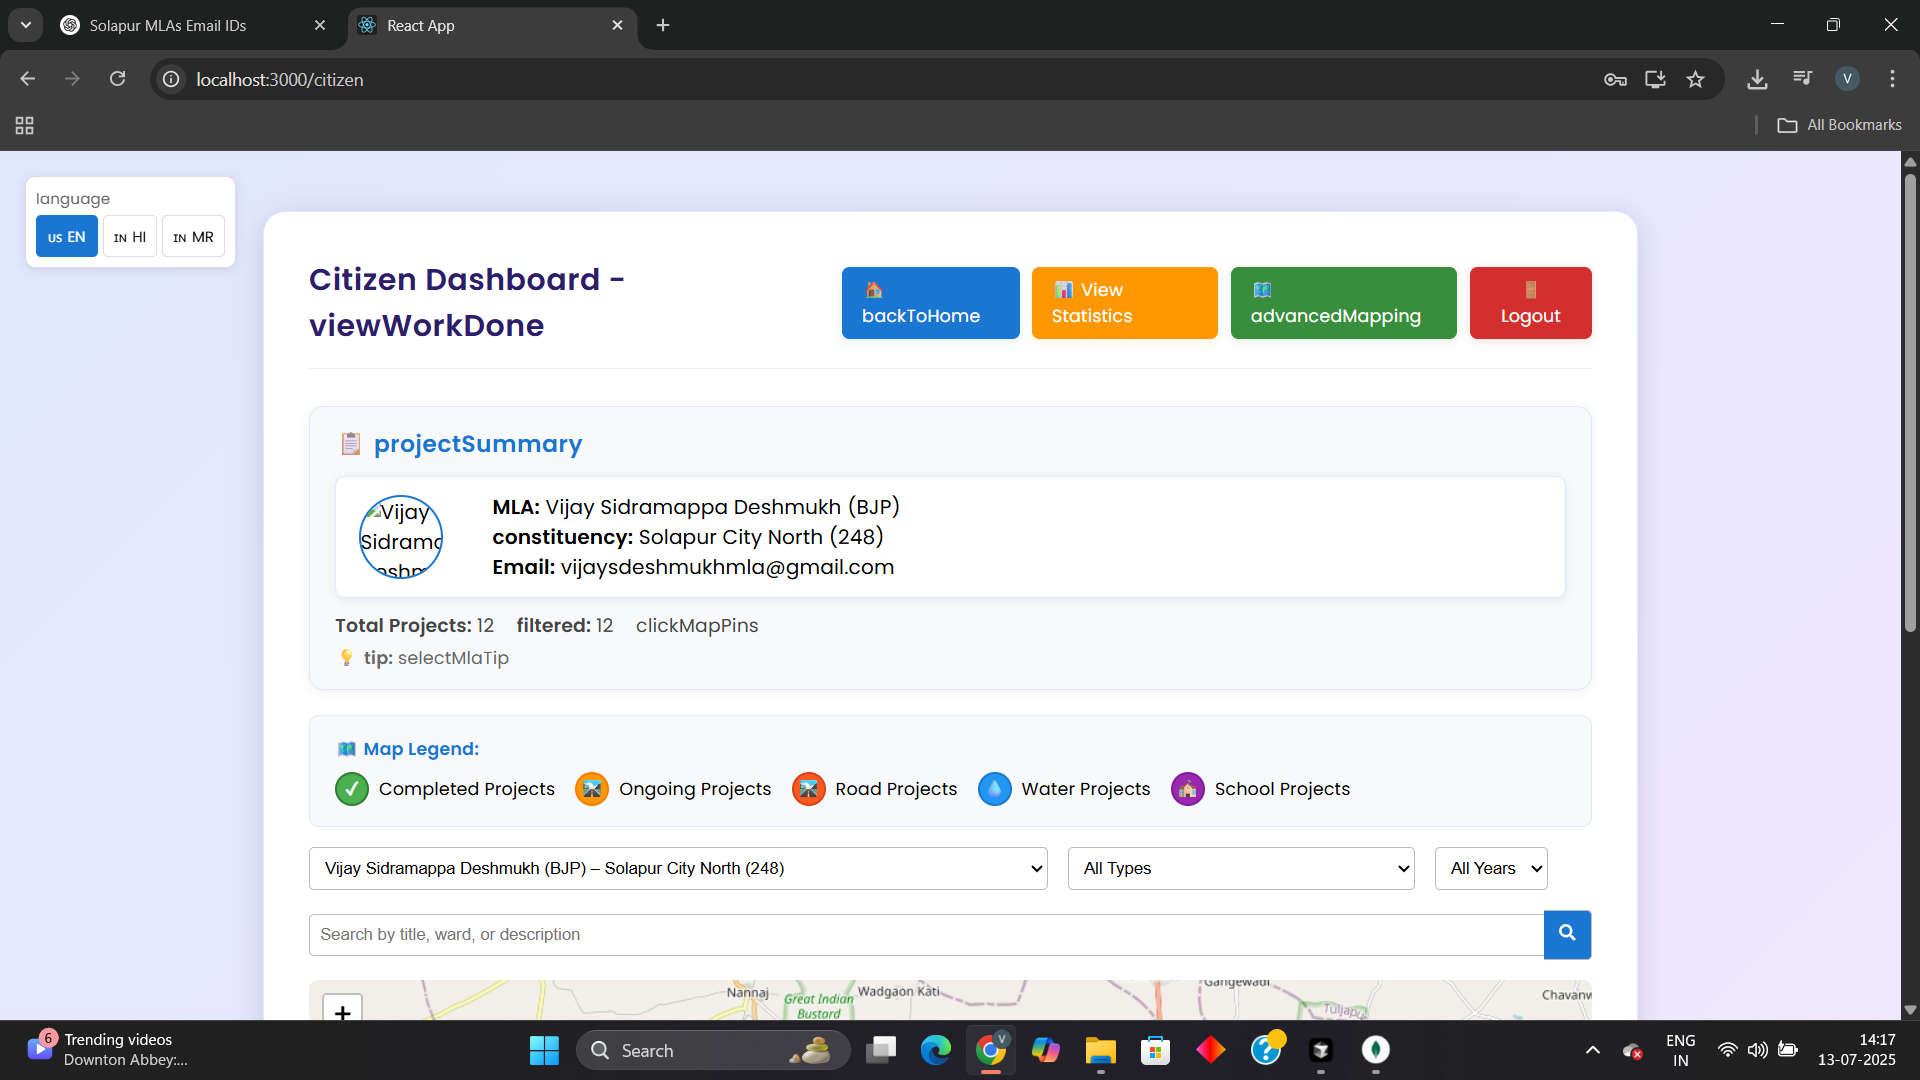 Solapur MLAs Email IDs
React App
localhost:3000/citizen
V
All Bookmarks
language
US EN
IN HI
IN MR
Citizen Dashboard -
viewWorkDone
backToHome
View
Statistics
advancedMapping
Logout
projectSummary
Vijay
Sidrama
MLA: Vijay Sidramappa Deshmukh (BJP)
constituency: Solapur City North (248)
Email: vijaysdeshmukhmla@gmail.com
Total Projects: 12 filtered: 12 clickMapPins
tip: selectMlaTip
Map Legend:
Completed Projects
Ongoing Projects
Road Projects
Water Projects
School Projects
Vijay Sidramappa Deshmukh (BJP) – Solapur City North (248)
All Types
All Years
Search by title, ward, or description
+
Nannaj
Great Indian
Bustard
Wadgaon Kati
Gangewadi
Tuljapu
Chavanw
6
Trending videos
Downton Abbey:...
Search
V
ENG
IN
14:17
13-07-2025